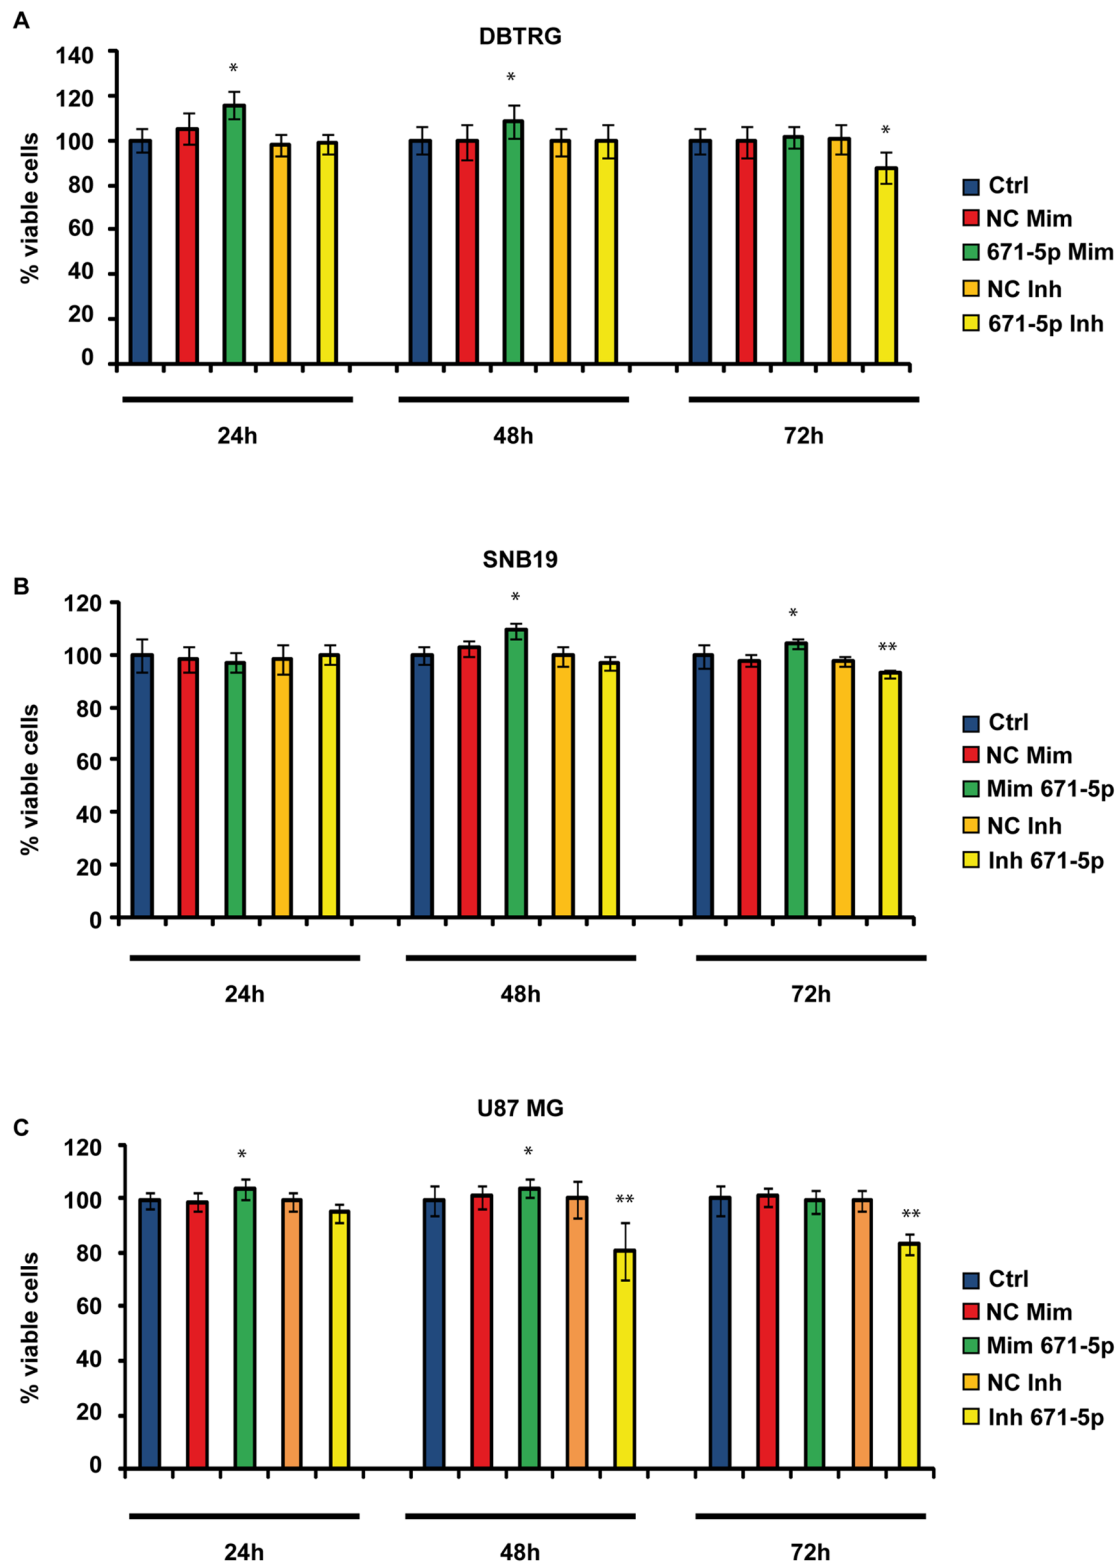 A
DBTRG
140
120
100
80
60
40
20
0
% viable cells
*
*
*
24h
48h
72h
Ctrl
NC Mim
671-5p Mim
NC Inh
671-5p Inh
B
SNB19
120
100
80
60
40
20
0
% viable cells
*
*
**
24h
48h
72h
Ctrl
NC Mim
Mim 671-5p
NC Inh
Inh 671-5p
C
U87 MG
120
100
80
60
40
20
0
% viable cells
*
*
**
**
24h
48h
72h
Ctrl
NC Mim
Mim 671-5p
NC Inh
Inh 671-5p